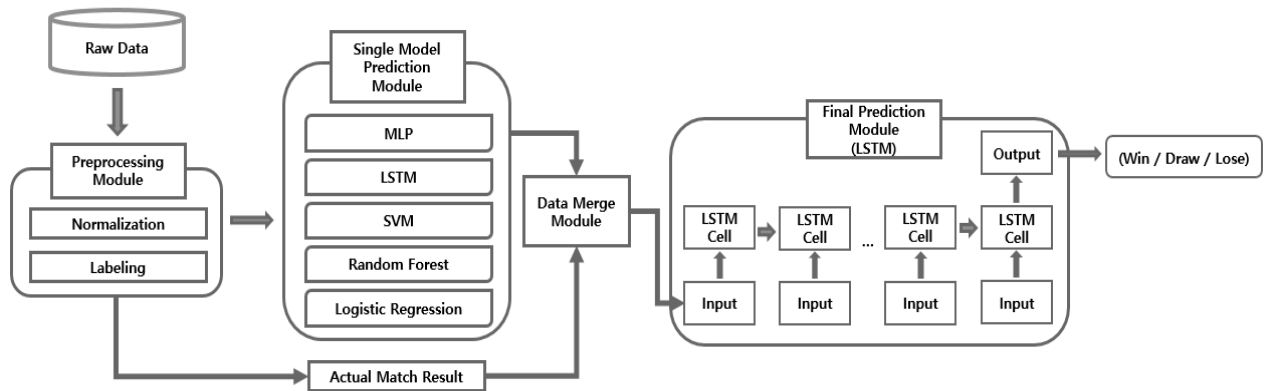 Raw Data
Preprocessing
Module
Normalization
Labeling
Single Model
Prediction
Module
MLP
LSTM
SVM
Random Forest
Logistic Regression
Actual Match Result
Data Merge
Module
Final Prediction
Module
(LSTM)
LSTM
Cell
LSTM
Cell
...
LSTM
Cell
LSTM
Cell
Input
Input
Input
Input
Output
(Win / Draw / Lose)